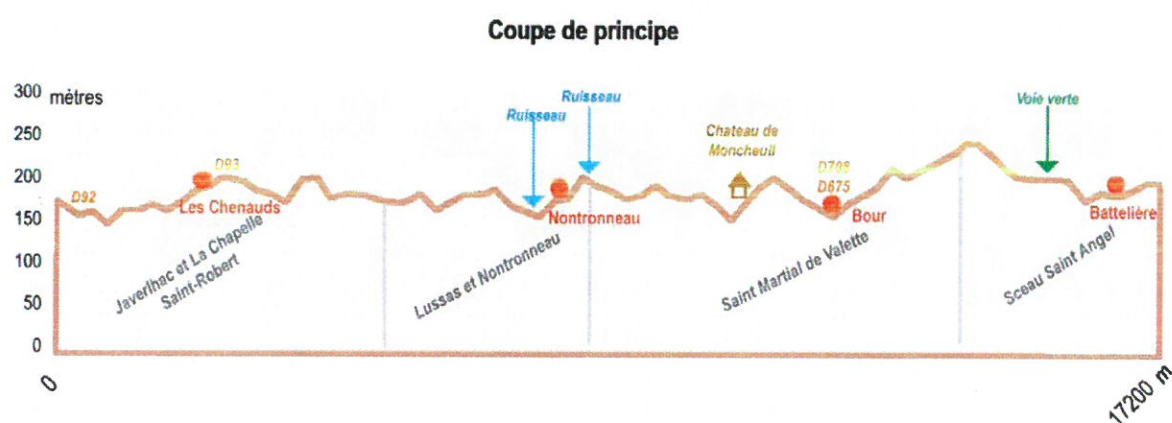 Coupe de principe
300 mètres
250
200
150
100
50
0
Ruisseau
Ruisseau
Chateau de
Moncheuil
Voie verte
D92
D93
D675
Les Chenauds
Nontronneau
Bour
Battelière
Javerlhac et La Chapelle
Saint-Robert
Lussas et Nontronneau
Saint Martial de Valette
Sceau Saint Angel
0
17200 m